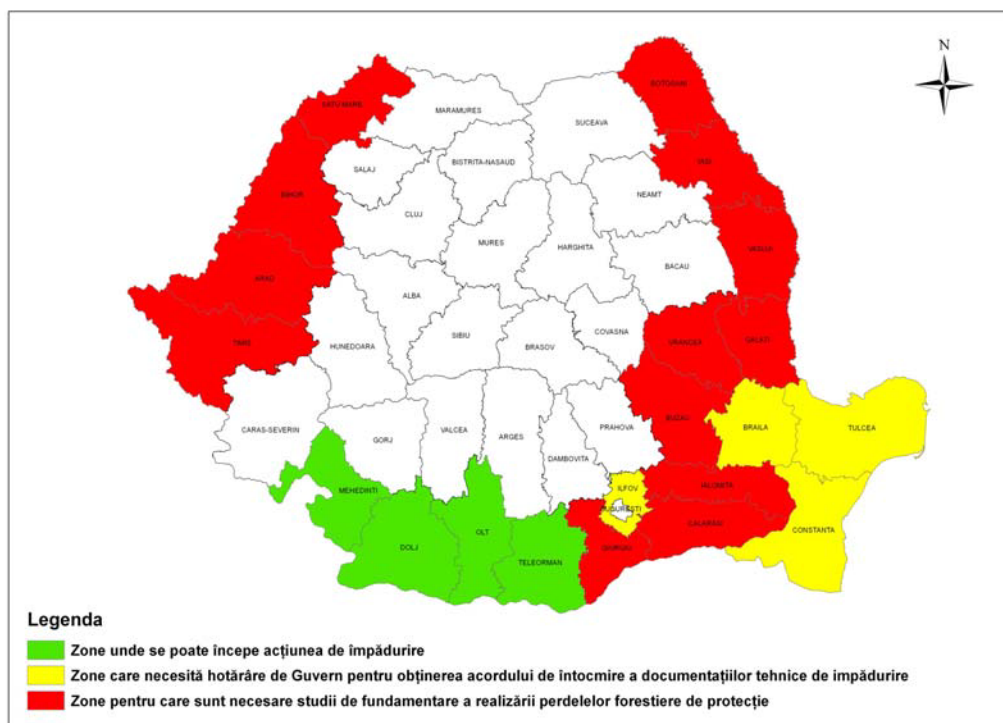 N
BOTOSANI
SATU-MARE
MARAMURES
SUCEAVA
IASI
BISTRITA-NASAUD
SALAJ
NEAMT
BIHOR
CLUJ
MURES
HARGHITA
VASLUI
BACAU
ARAD
ALBA
COVASNA
SIBIU
TIMIS
HUNEDOARA
BRASOV
VRANCEA
GALATI
BUZAU
BRAILA
TULCEA
CARAS-SEVERIN
GORJ
VALCEA
ARGES
PRAHOVA
DAMBOVITA
IALOMITA
ILFOV
MEHEDINTI
BUCURESTI
CALARASI
CONSTANTA
OLT
DOLJ
GIURGIU
TELEORMAN
Legenda
Zone unde se poate începe acțiunea de împădurire
Zone care necesită hotărâre de Guvern pentru obținerea acordului de întocmire a documentațiilor tehnice de impădurire
Zone pentru care sunt necesare studii de fundamentare a realizării perdelelor forestiere de protecție